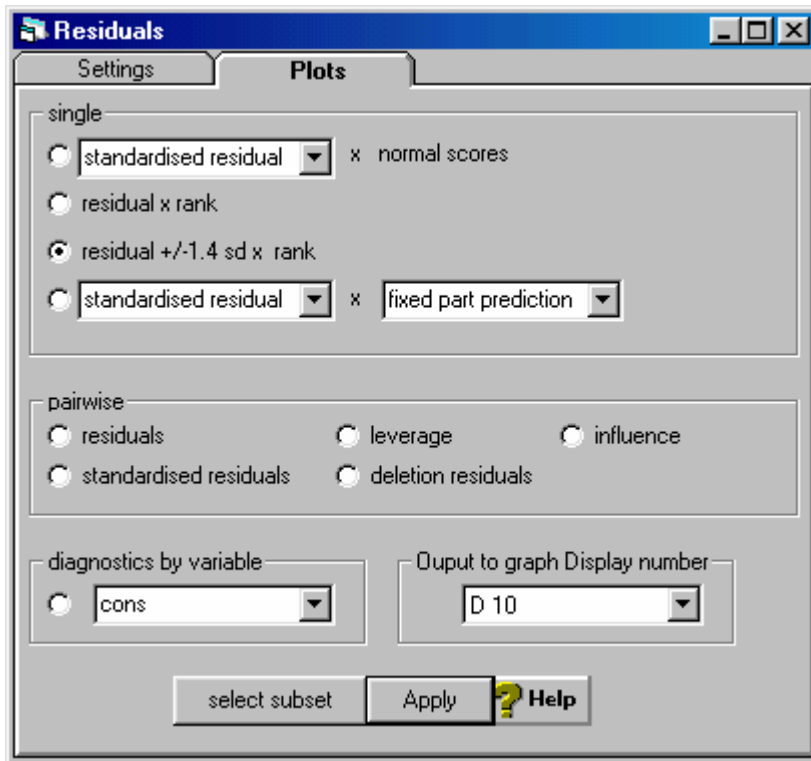 Residuals
Settings Plots
single
standardised residual x normal scores
residual x rank
residual +/-1.4 sd x rank
standardised residual x fixed part prediction
pairwise
residuals leverage influence
standardised residuals deletion residuals
diagnostics by variable Ouput to graph Display number
cons D 10
select subset Apply Help